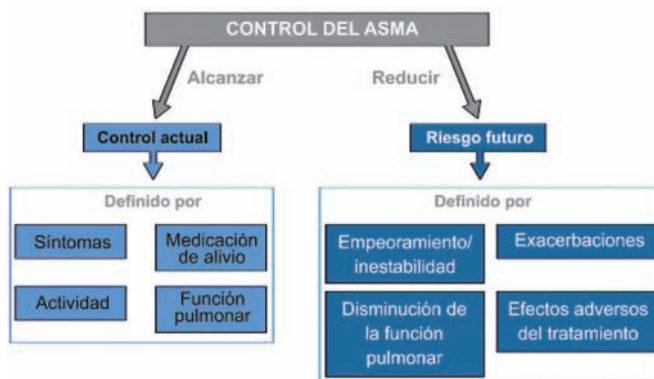 CONTROL DEL ASMA
Alcanzar
Reducir
Control actual
Riesgo futuro
Definido por
Síntomas
Medicación
de alivio
Actividad
Función
pulmonar
Definido por
Empeoramiento/
inestabilidad
Exacerbaciones
Disminución de
la función
pulmonar
Efectos adversos
del tratamiento